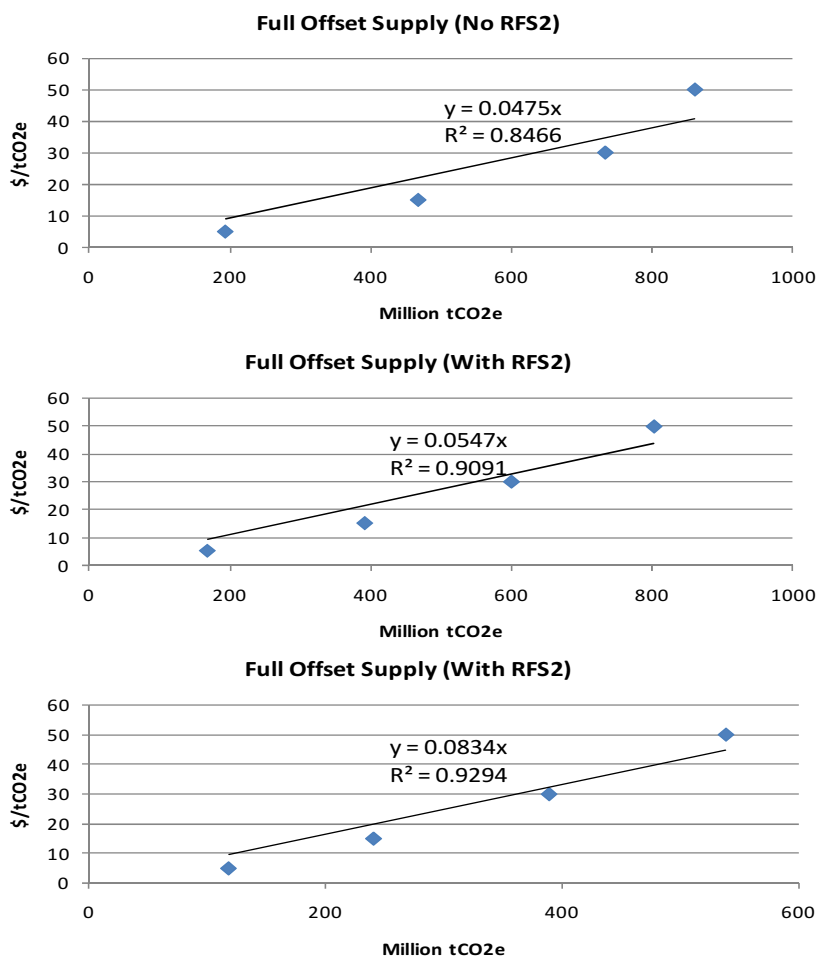 Full Offset Supply (No RFS2)
60
50
40
30
20
10
0
$/tCO2e
y = 0.0475x
R² = 0.8466
0 200 400 600 800 1000
Million tCO2e
Full Offset Supply (With RFS2)
60
50
40
30
20
10
0
$/tCO2e
y = 0.0547x
R² = 0.9091
0 200 400 600 800 1000
Million tCO2e
Full Offset Supply (With RFS2)
60
50
40
30
20
10
0
$/tCO2e
y = 0.0834x
R² = 0.9294
0 200 400 600
Million tCO2e